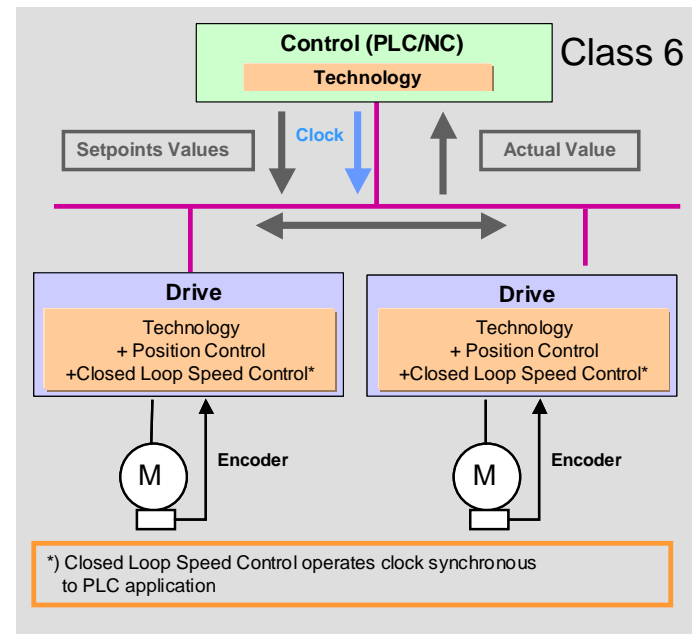 Control (PLC/NC)
Class 6
Technology
Setpoints Values
Clock
Actual Value
Drive
Technology
+ Position Control
+Closed Loop Speed Control*
Drive
Technology
+ Position Control
+Closed Loop Speed Control*
M
Encoder
M
Encoder
*) Closed Loop Speed Control operates clock synchronous
to PLC application